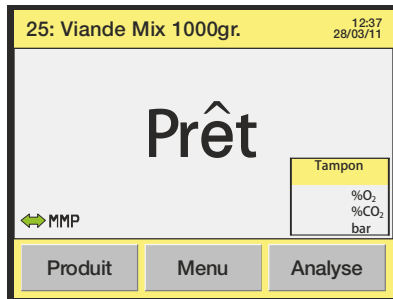 25: Viande Mix 1000gr.
12:37
28/03/11
Prêt
Tampon
%O₂
%CO₂
bar
MMP
Produit
Menu
Analyse